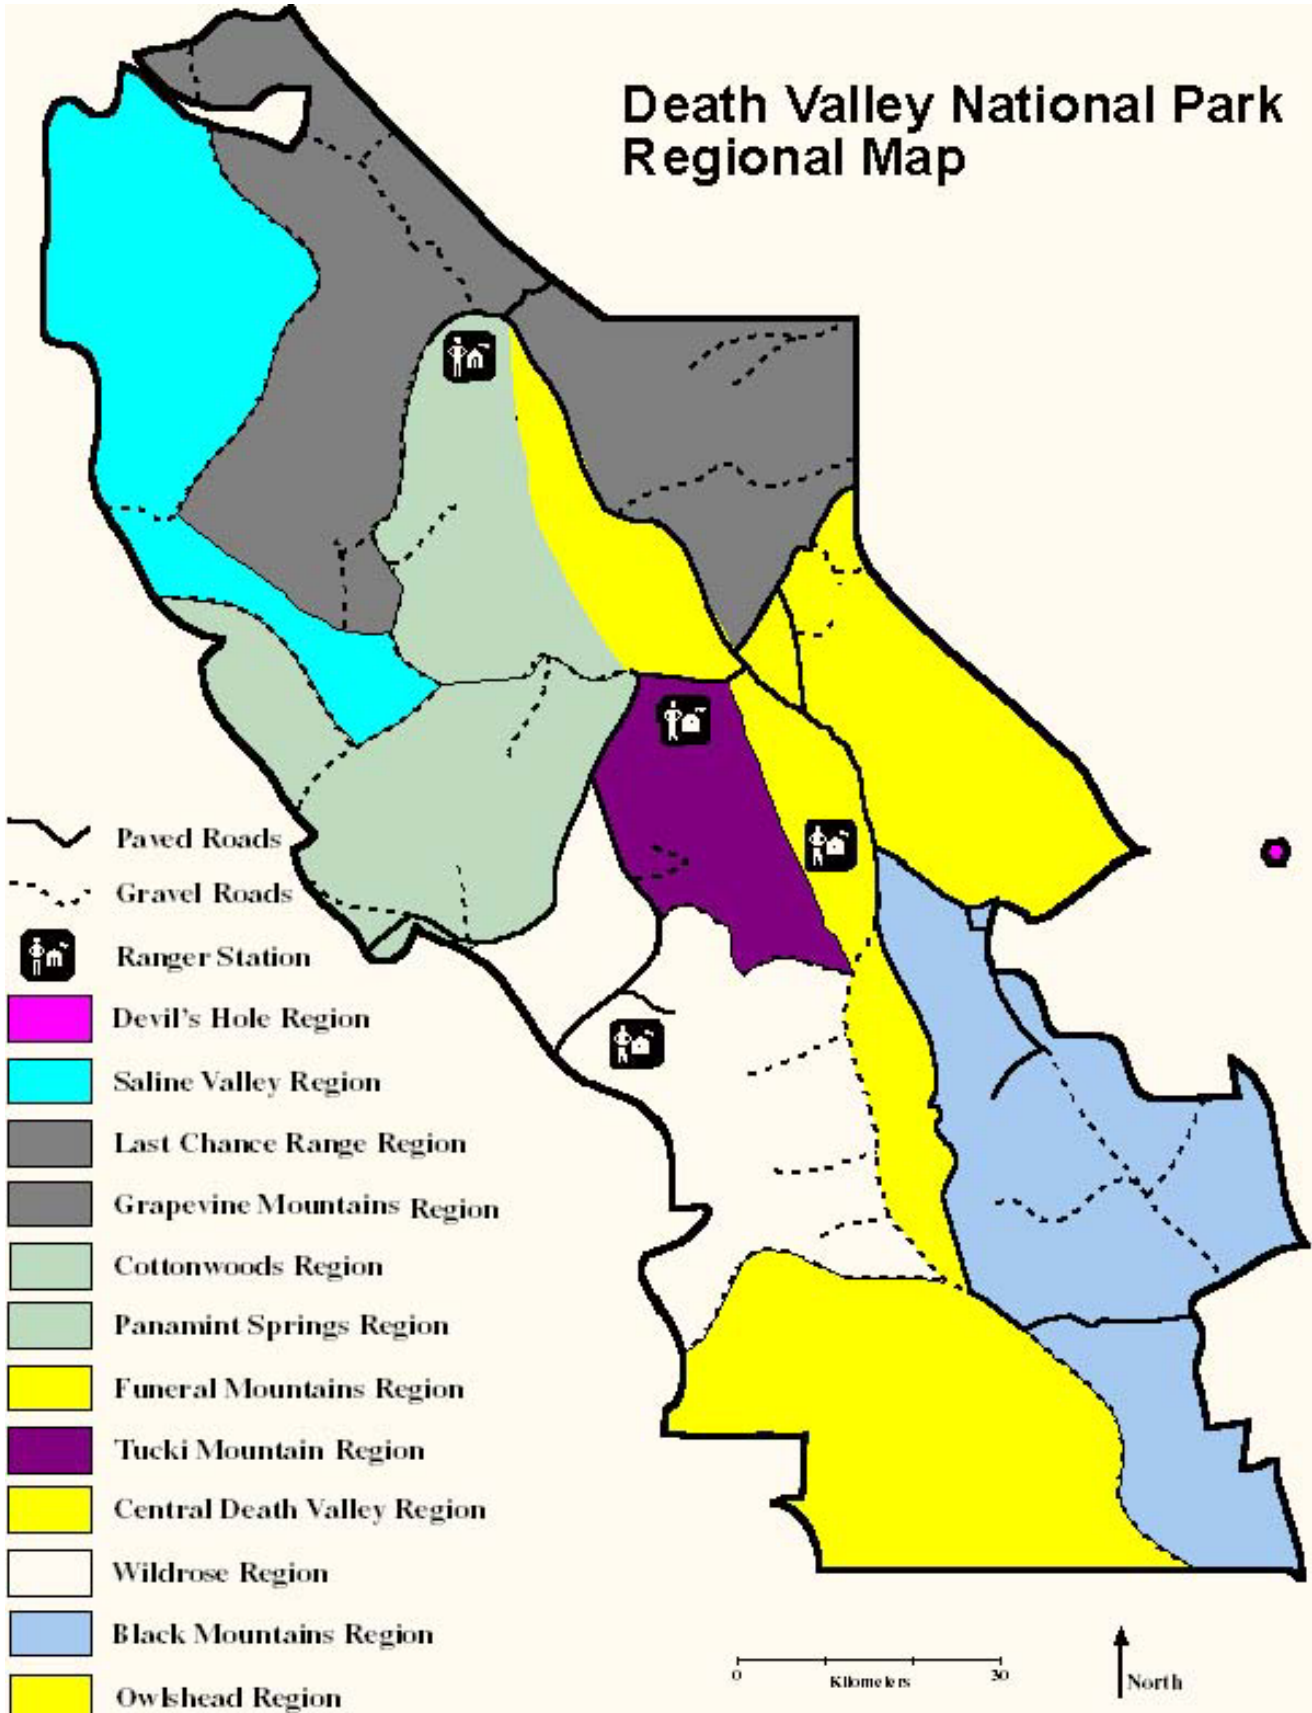 Death Valley National Park
Regional Map
Paved Roads
Gravel Roads
Ranger Station
Devil's Hole Region
Saline Valley Region
Last Chance Range Region
Grapevine Mountains Region
Cottonwoods Region
Panamint Springs Region
Funeral Mountains Region
Tucki Mountain Region
Central Death Valley Region
Wildrose Region
Black Mountains Region
Owlshead Region
0 30
Kilometers
North